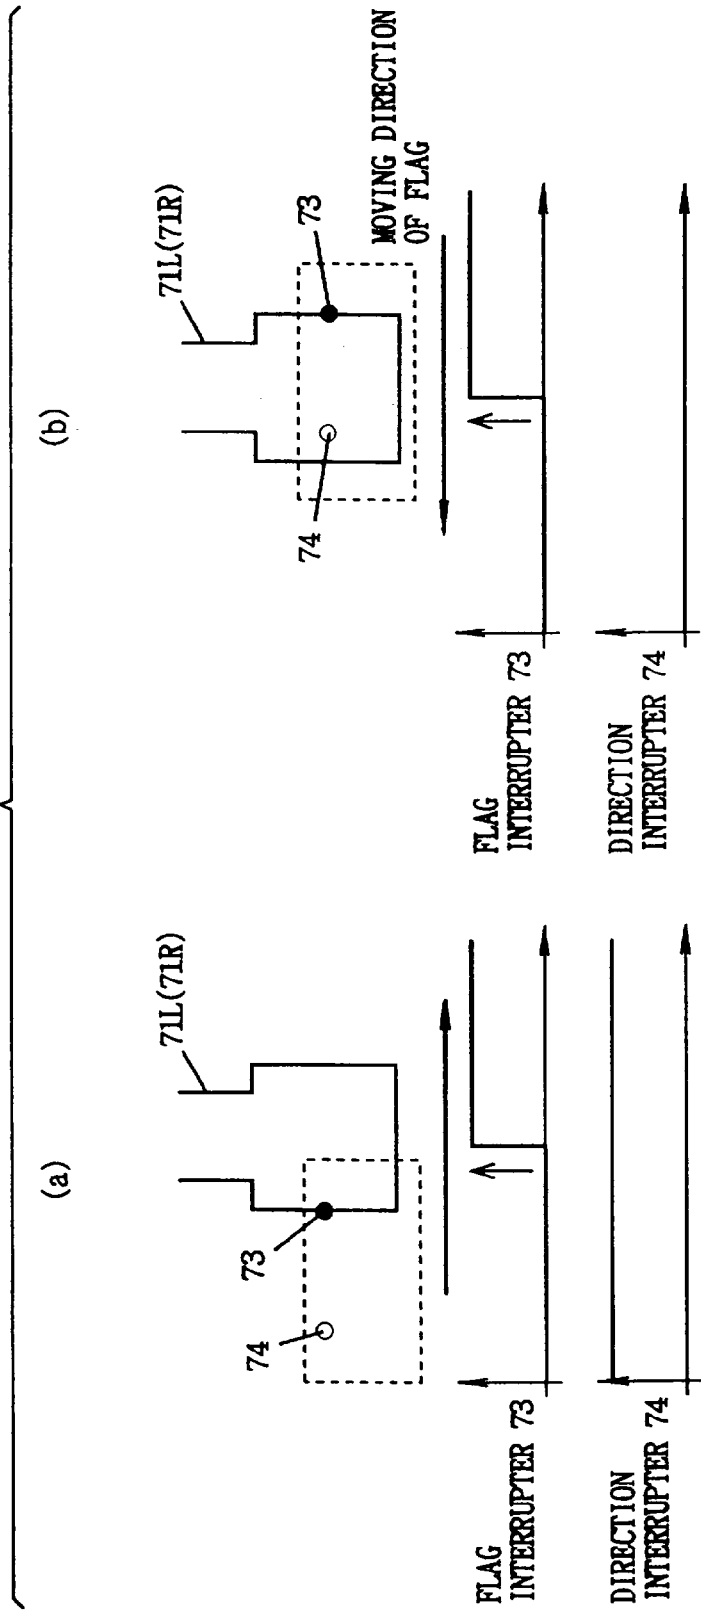 (a)
71L(71R)
73
74
FLAG
INTERRUPTER 73
DIRECTION
INTERRUPTER 74
(b)
71L(71R)
73
74
MOVING DIRECTION
OF FLAG
FLAG
INTERRUPTER 73
DIRECTION
INTERRUPTER 74